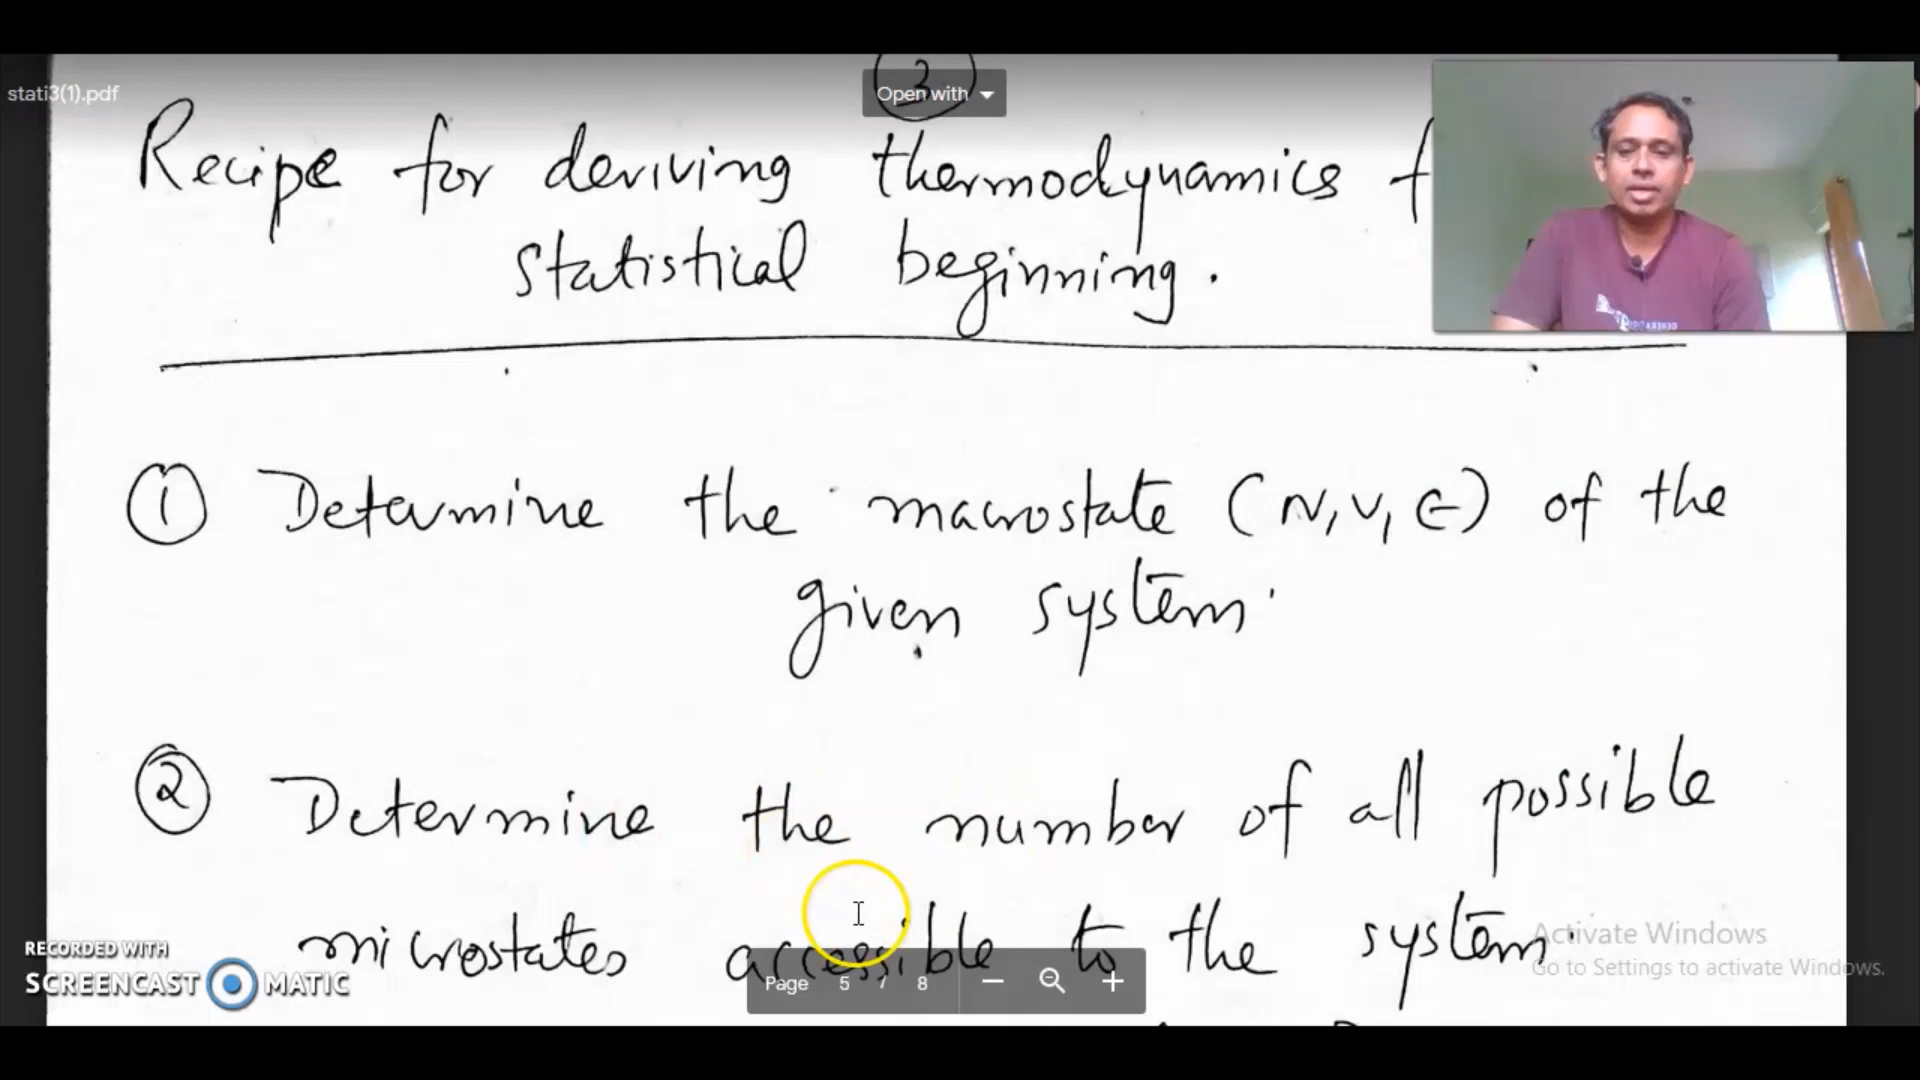 3
stati3(1).pdf
Open with
Recipe for deriving thermodynamics f
statistical beginning.
① Determine the macrostate (N,V,E) of the
given system.
② Determine the number of all possible
microstates accessible to the system.
Activate Windows
Go to Settings to activate Windows.
RECORDED WITH
SCREENCAST MATIC
Page 5 / 8